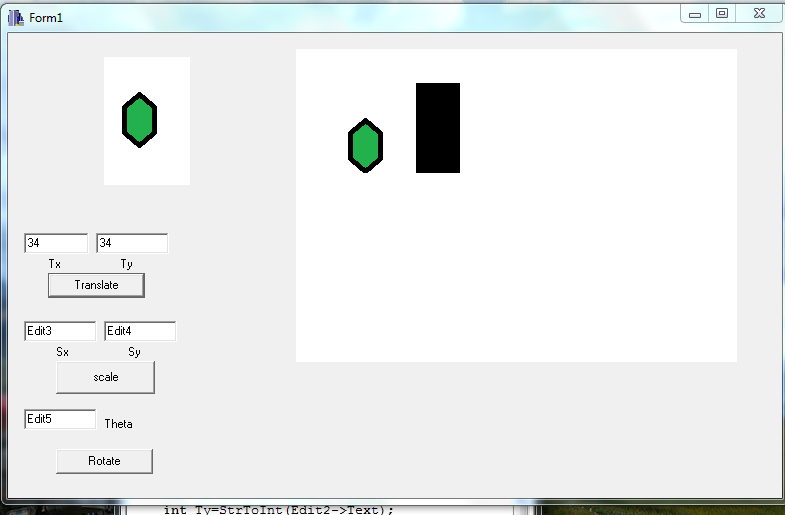 Form1
34 34
Tx Ty
Translate
Edit3 Edit4
Sx Sy
scale
Edit5 Theta
Rotate
int Ty=StrToInt(Edit2->Text);